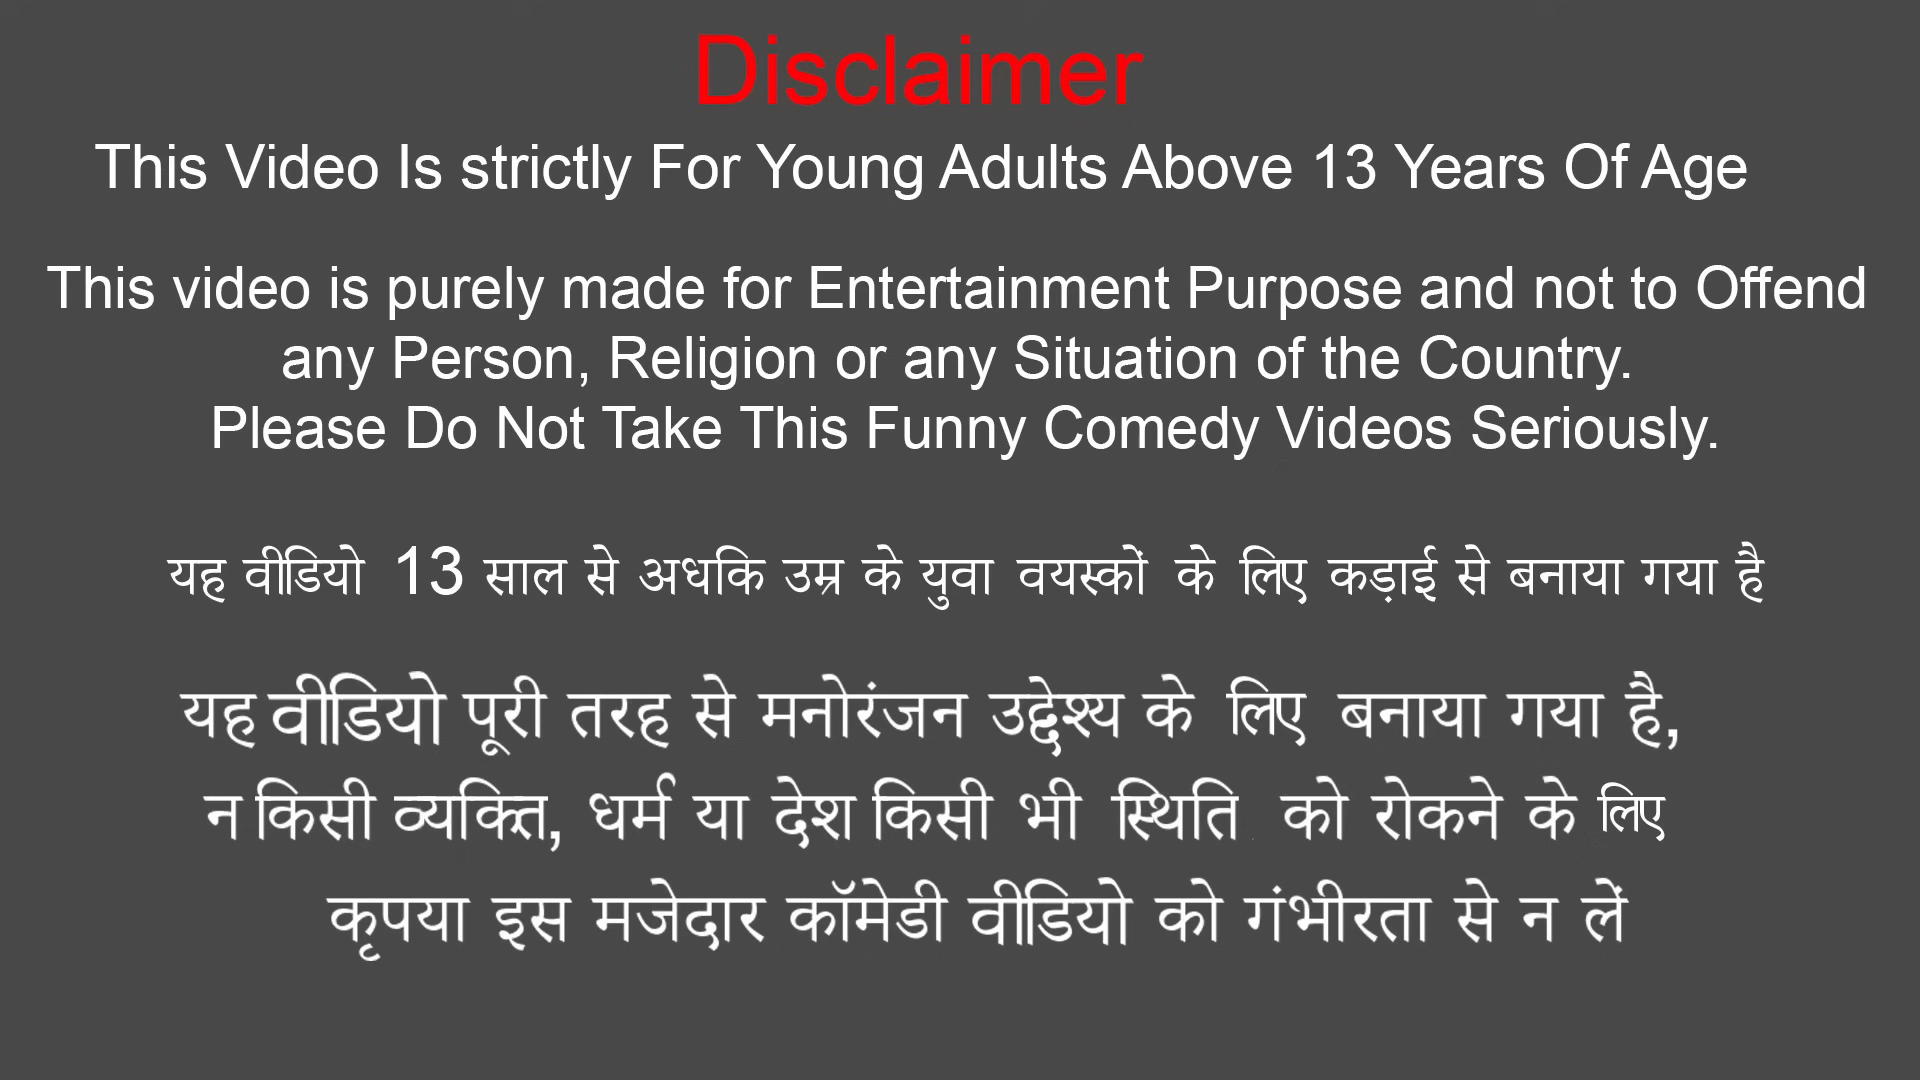 Disclaimer
This Video Is strictly For Young Adults Above 13 Years Of Age
This video is purely made for Entertainment Purpose and not to Offend
any Person, Religion or any Situation of the Country.
Please Do Not Take This Funny Comedy Videos Seriously.
यह वीडियो 13 साल से अधकि उम्र के युवा वयस्कों के लिए कड़ाई से बनाया गया है
यह वीडियो पूरी तरह से मनोरंजन उद्देश्य के लिए बनाया गया है,
न किसी व्यक्ति, धर्म या देश किसी भी स्थिति को रोकने के लिए
कृपया इस मजेदार कॉमेडी वीडियो को गंभीरता से न लें